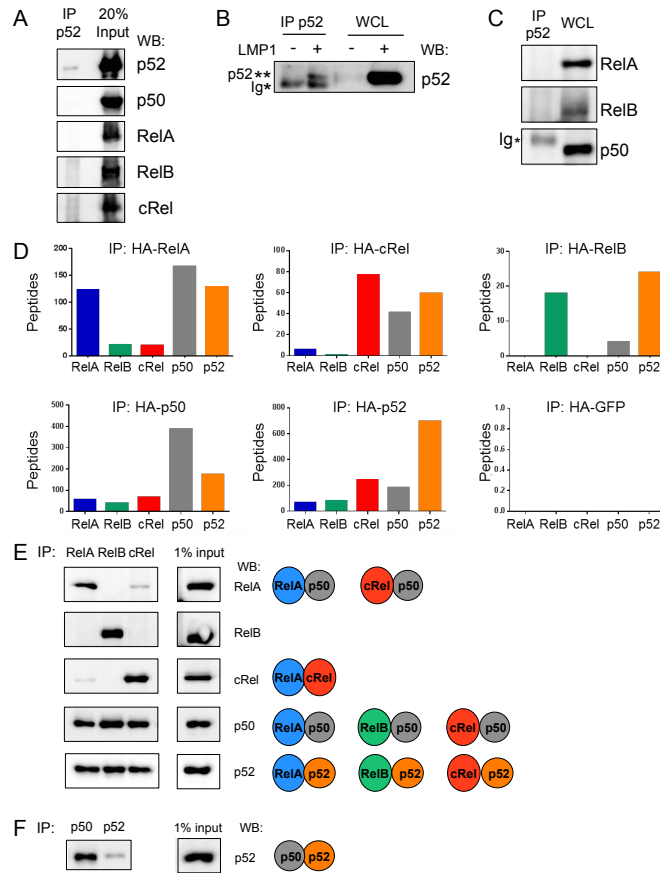 A
IP p52
20% Input
WB:
p52
p50
RelA
RelB
cRel
B
IP p52
WCL
LMP1
- + - +
WB:
p52**
Ig*
p52
C
IP p52
WCL
RelA
RelB
Ig*
p50
D
IP: HA-RelA
Peptides
200
150
100
50
0
RelA RelB cRel p50 p52
IP: HA-cRel
Peptides
100
80
60
40
20
0
RelA RelB cRel p50 p52
IP: HA-RelB
Peptides
30
20
10
0
RelA RelB cRel p50 p52
IP: HA-p50
Peptides
500
400
300
200
100
0
RelA RelB cRel p50 p52
IP: HA-p52
Peptides
800
600
400
200
0
RelA RelB cRel p50 p52
IP: HA-GFP
Peptides
1.0
0.8
0.6
0.4
0.2
0.0
RelA RelB cRel p50 p52
E
IP: RelA RelB cRel
1% input
WB:
RelA
RelA p50
cRel p50
RelB
cRel
RelA cRel
p50
RelA p50
RelB p50
cRel p50
p52
RelA p52
RelB p52
cRel p52
F
IP: p50 p52
1% input
WB:
p52
p50 p52